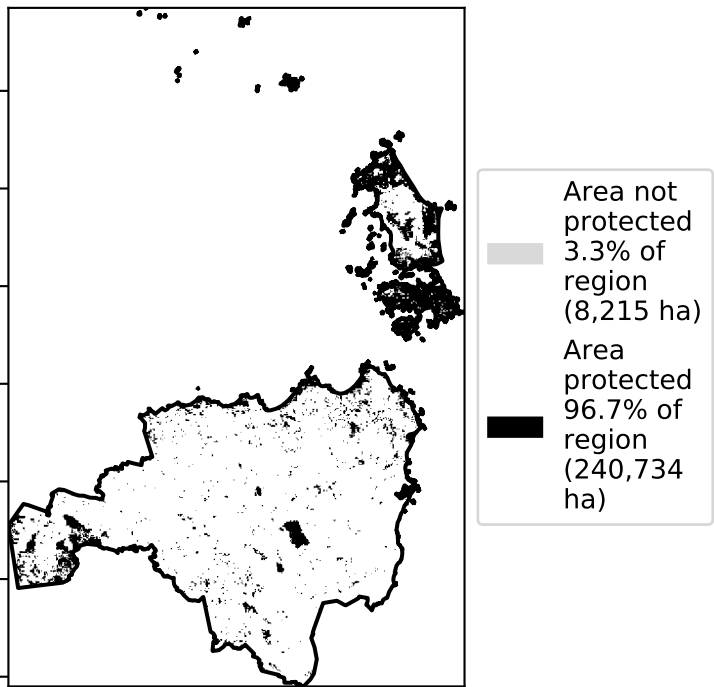 Area not
protected
3.3% of
region
(8,215 ha)
Area
protected
96.7% of
region
(240,734
ha)